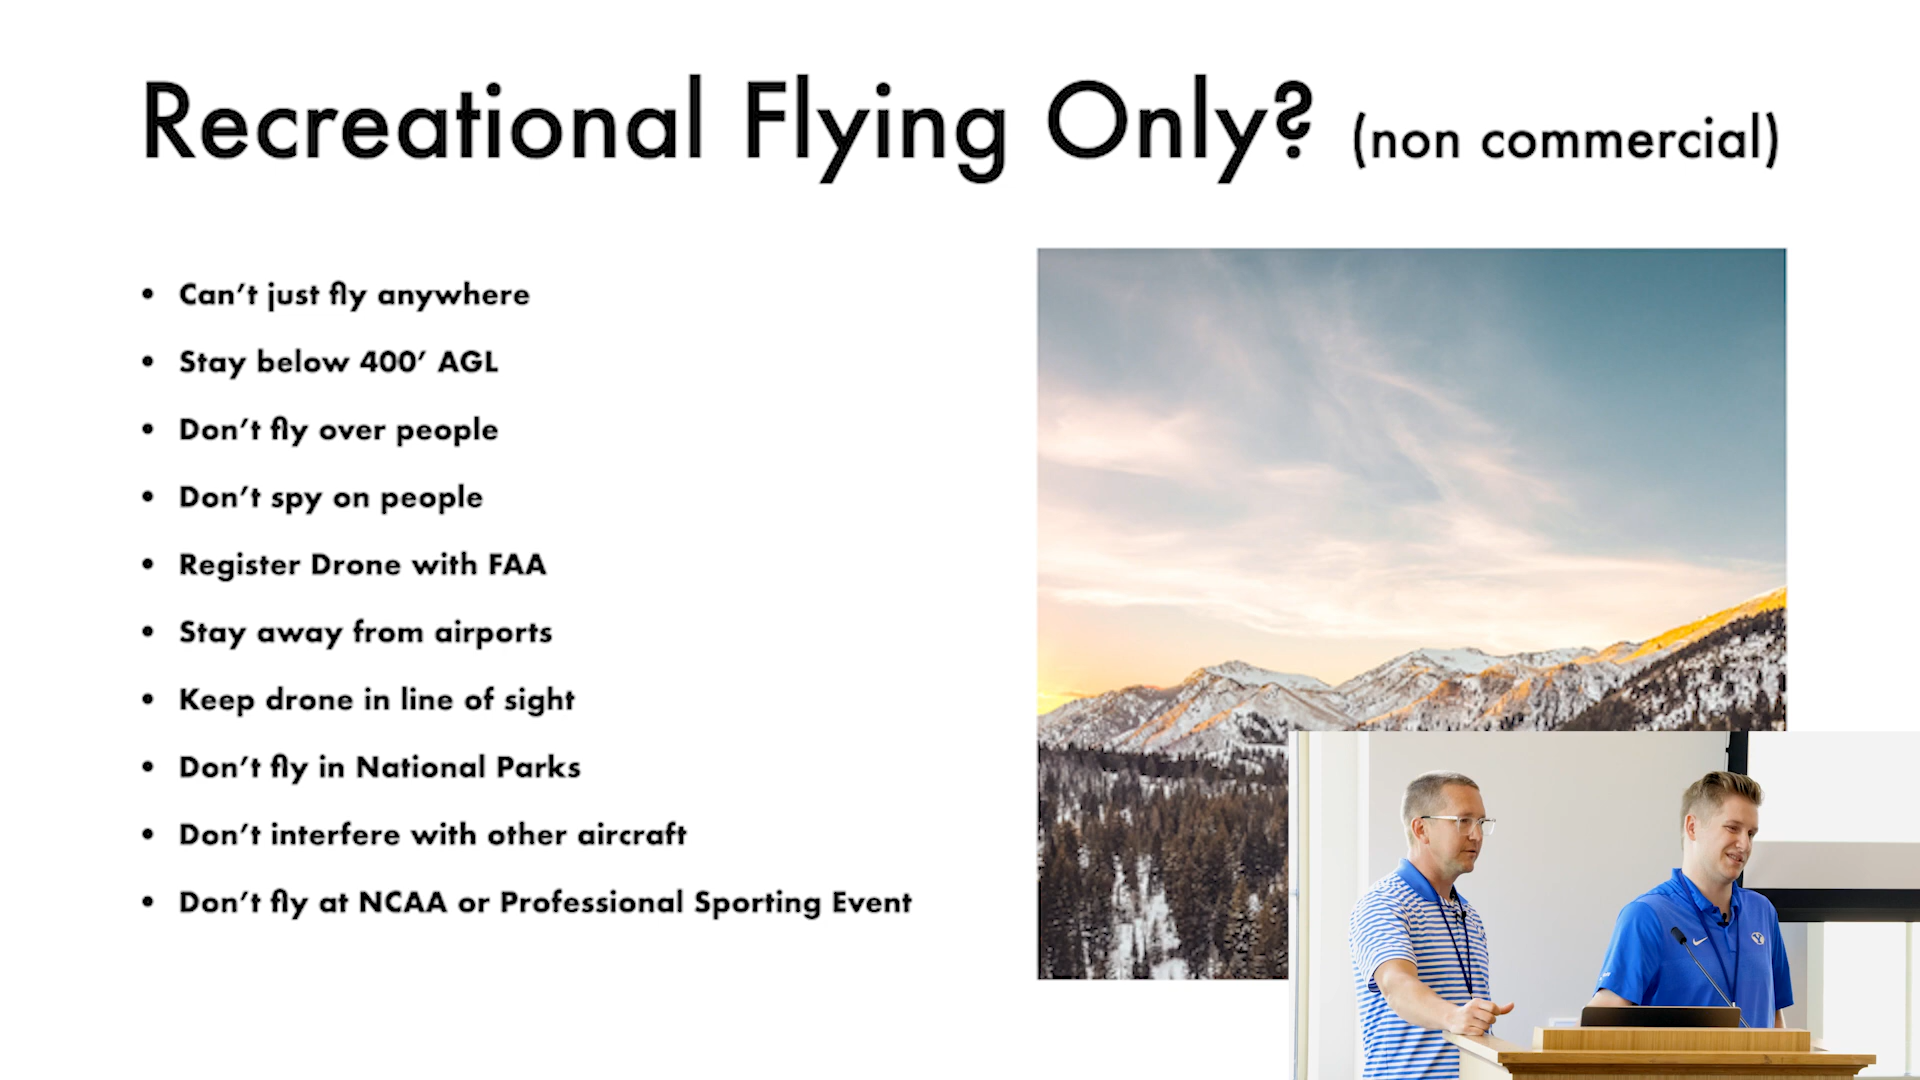 Recreational Flying Only? (non commercial)
• Can’t just fly anywhere
• Stay below 400’ AGL
• Don’t fly over people
• Don’t spy on people
• Register Drone with FAA
• Stay away from airports
• Keep drone in line of sight
• Don’t fly in National Parks
• Don’t interfere with other aircraft
• Don’t fly at NCAA or Professional Sporting Event
Y